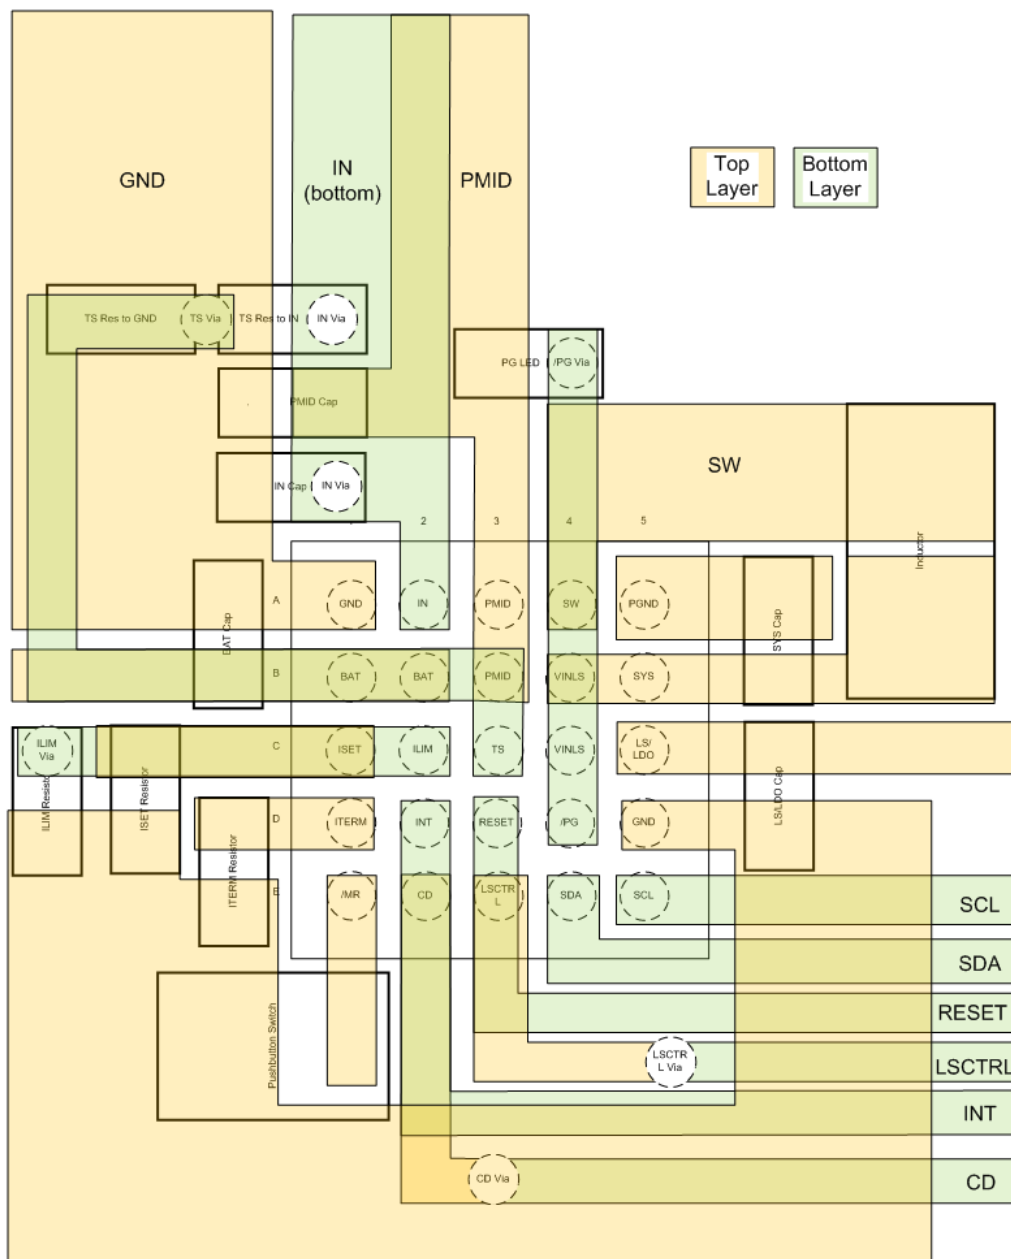 GND
IN
(bottom)
PMID
Top
Layer
Bottom
Layer
TS Res to GND
TS Via
TS Res to IN
IN Via
PG LED
/PG Via
PMID Cap
SW
IN Cap
IN Via
2
3
4
5
Inductor
A
GND
IN
PMID
SW
PGND
BAT Cap
SYS Cap
B
BAT
BAT
PMID
VINLS
SYS
ILIM
Via
C
ISET
ILIM
TS
VINLS
LS/
LDO
ILIM Resistor
ISET Resistor
LS/LDO Cap
D
ITERM
INT
RESET
/PG
GND
ITERM Resistor
E
/MR
CD
LSCTR
L
SDA
SCL
SCL
SDA
RESET
Pushbutton Switch
LSCTR
L Via
LSCTRL
INT
CD Via
CD